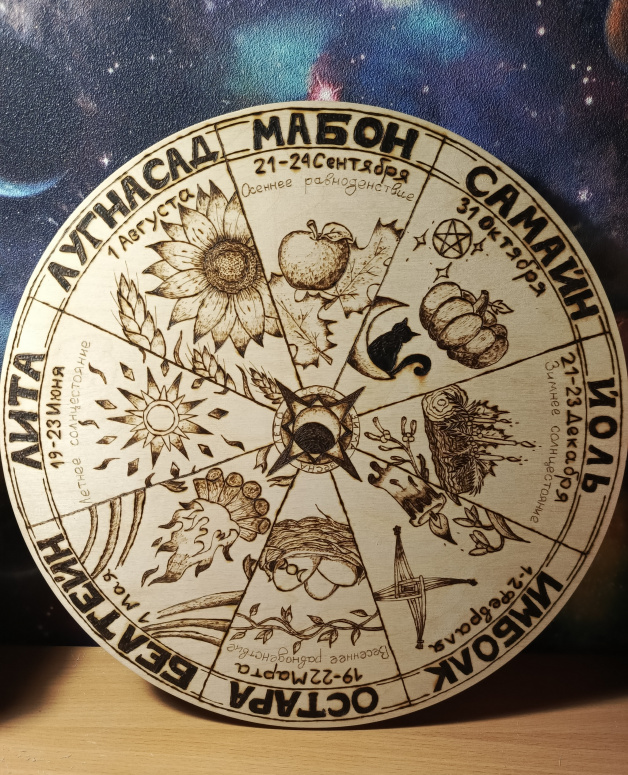 МАБОН
21-24 Сентября
Осеннее равноденствие
САМАЙН
31 Октября
ЙОЛЬ
21-23 Декабря
Зимнее солнцестояние
ИМБОЛК
1-2 Февраля
ОСТАРА
19-22 Марта
Весеннее равноденствие
БЕЛТЕЙН
1 мая
ЛИТА
19-23 Июня
Летнее солнцестояние
ЛУГНАСАД
1 Августа